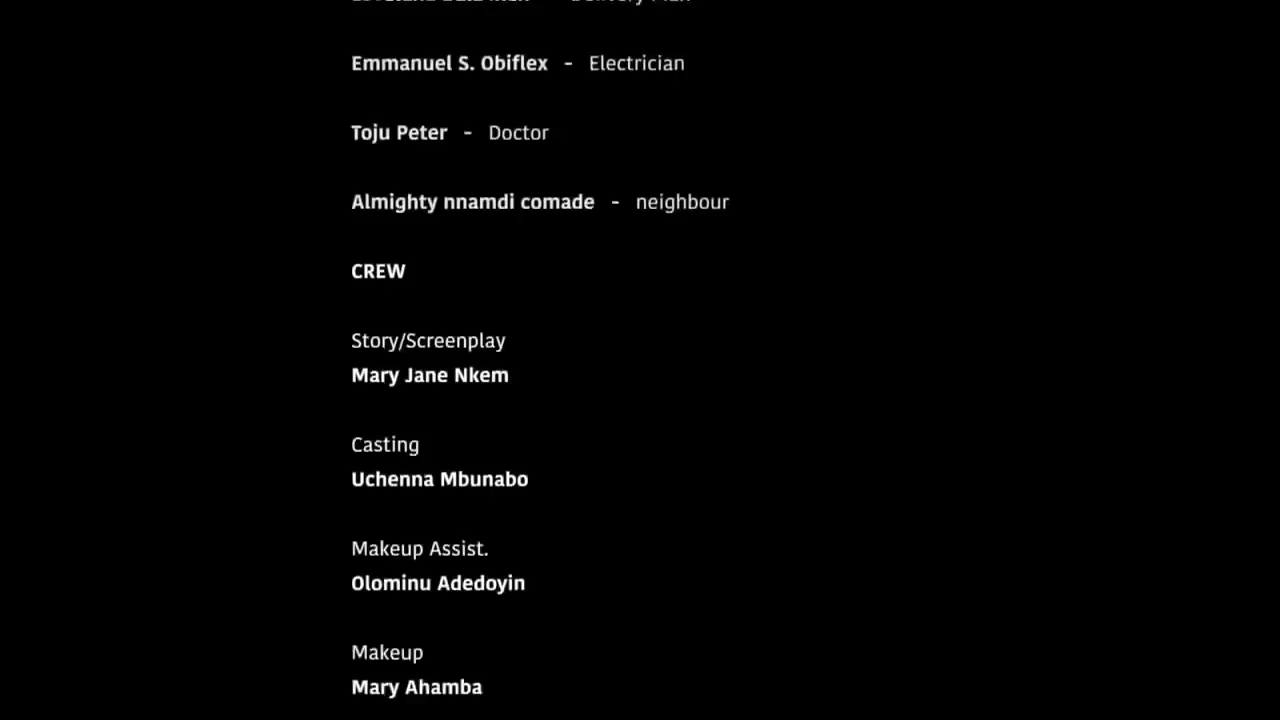 Emmanuel S. Obiflex - Electrician
Toju Peter - Doctor
Almighty nnamdi comade - neighbour
CREW
Story/Screenplay
Mary Jane Nkem
Casting
Uchenna Mbunabo
Makeup Assist.
Olominu Adedoyin
Makeup
Mary Ahamba